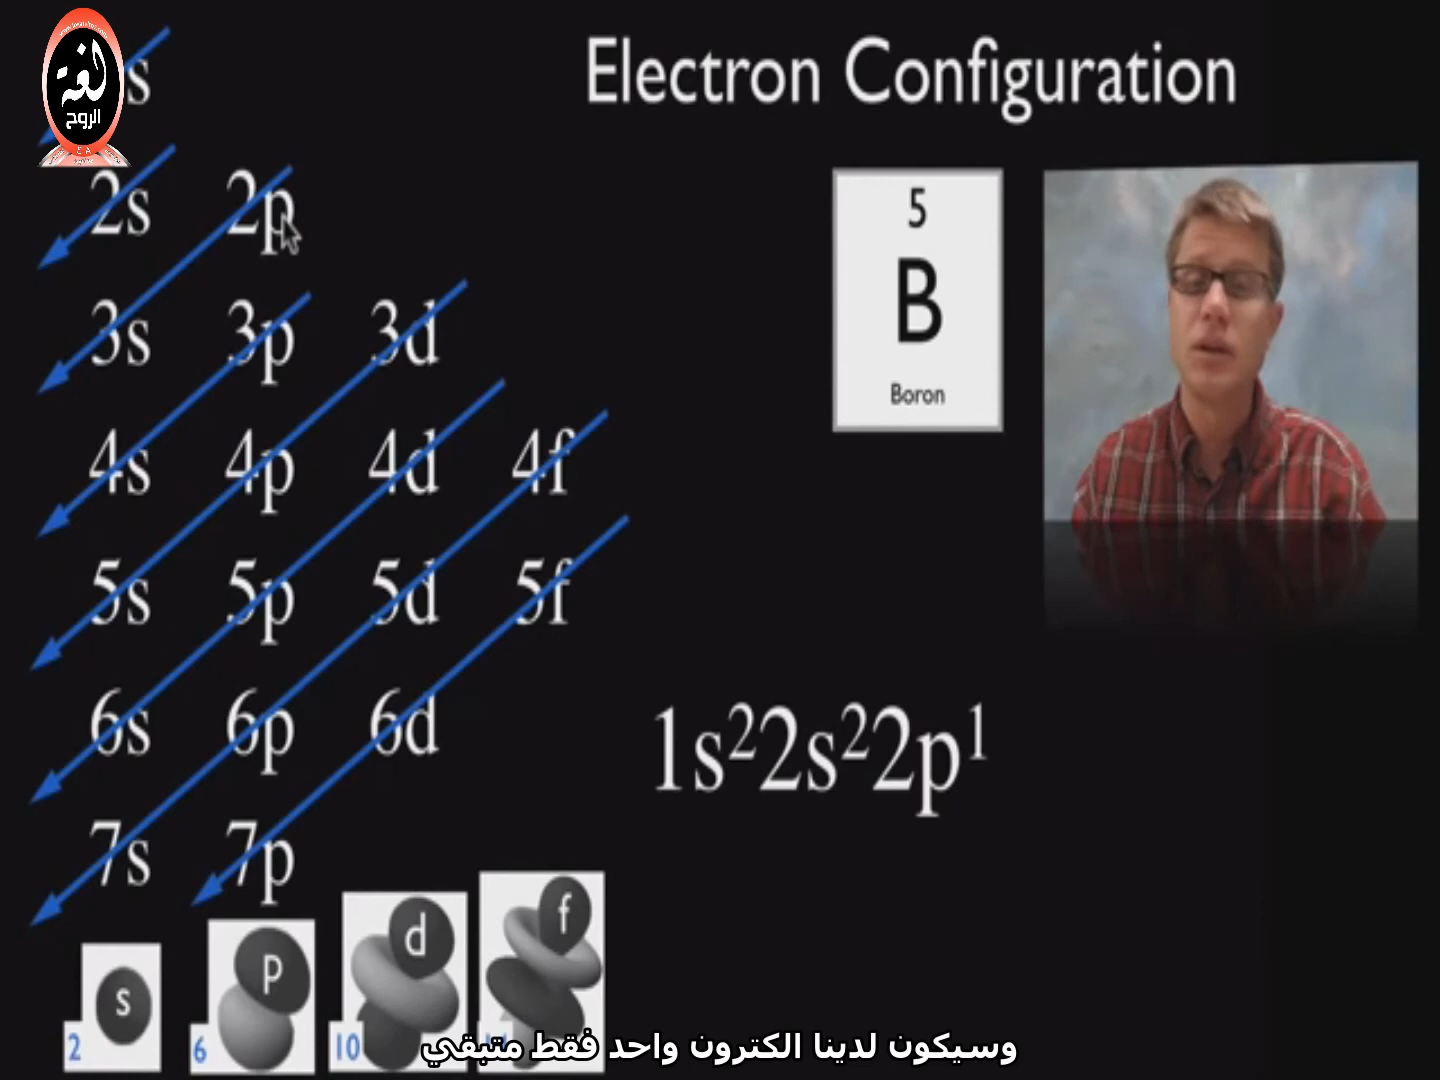 لغة
الروح
s
Electron Configuration
2s 2p
5
B
Boron
3s 3p 3d
4s 4p 4d 4f
5s 5p 5d 5f
6s 6p 6d
1s²2s²2p¹
7s 7p
s p d f
2 6 10
وسيكون لدينا الكترون واحد فقط متبقي